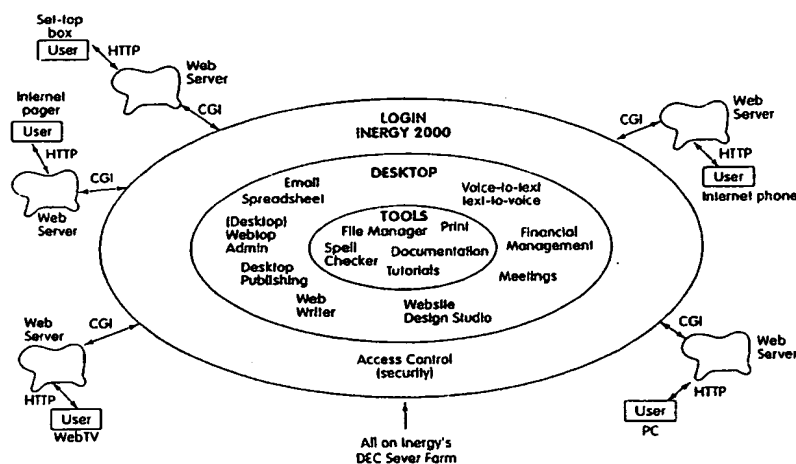 Set-top
box
User
HTTP
Web
Server
CGI
Internet
pager
User
HTTP
CGI
Web
Server
LOGIN
INERGY 2000
CGI
Web
Server
HTTP
User
Internet phone
DESKTOP
Email
Spreadsheet
Voice-to-text
text-to-voice
(Desktop)
Webtop
Admin
TOOLS
File Manager
Print
Spell
Checker
Documentation
Tutorials
Financial
Management
Desktop
Publishing
Meetings
Web
Writer
Website
Design Studio
Web
Server
CGI
HTTP
User
WebTV
Access Control
(security)
CGI
Web
Server
HTTP
User
PC
All on Inergy's
DEC Sever Farm